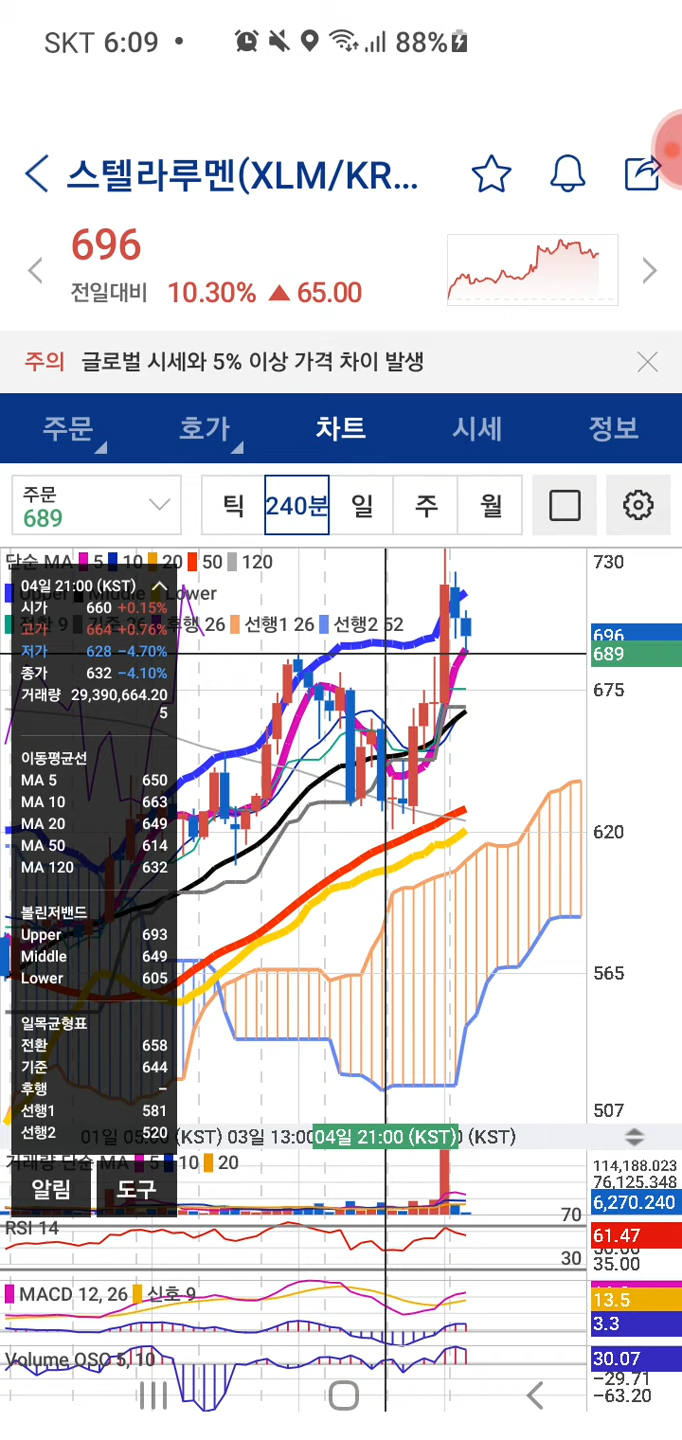 SKT 6:09 • 88%
스텔라루멘(XLM/KR...
696
전일대비 10.30% ▲ 65.00
주의 글로벌 시세와 5% 이상 가격 차이 발생
주문 호가 차트 시세 정보
주문
689
틱 240분 일 주 월
단순 MA 5 10 20 50 120
730
04일 21:00 (KST)
Lower
시가 660 +0.15%
고가 664 +0.76%
후행 26 선행1 26 선행2 52
저가 628 −4.70%
696
689
종가 632 −4.10%
거래량 29,390,664.20
5
675
이동평균선
MA 5 650
MA 10 663
MA 20 649
MA 50 614
MA 120 632
620
볼린저밴드
Upper 693
Middle 649
Lower 605
565
일목균형표
전환 658
기준 644
후행 −
선행1 581
선행2 520
507
(KST) 03일 13:00 04일 21:00 (KST) (KST)
거래량 단순 MA 5 10 20
114,188.023
76,125.348
6,270.240
알림 도구
70
RSI 14
61.47
30
35.00
MACD 12, 26 신호 9
13.5
3.3
Volume OSC 5, 10
30.07
−29.71
−63.20